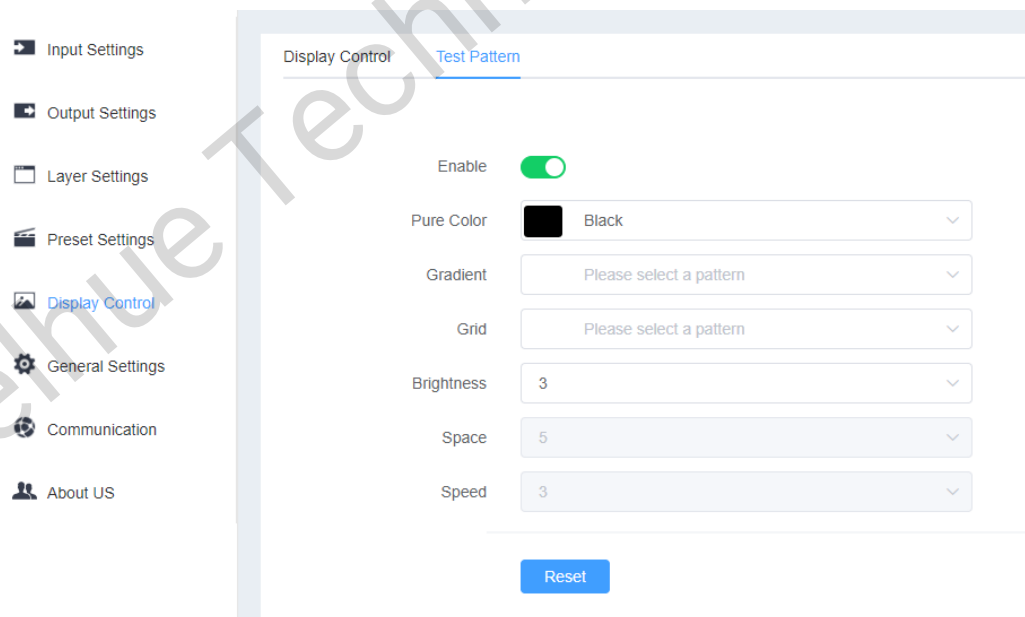 Input Settings
Output Settings
Layer Settings
Preset Settings
Display Control
General Settings
Communication
About US
Display Control
Test Pattern
Enable
Pure Color
Black
Gradient
Please select a pattern
Grid
Please select a pattern
Brightness
3
Space
5
Speed
3
Reset
elhue Techn